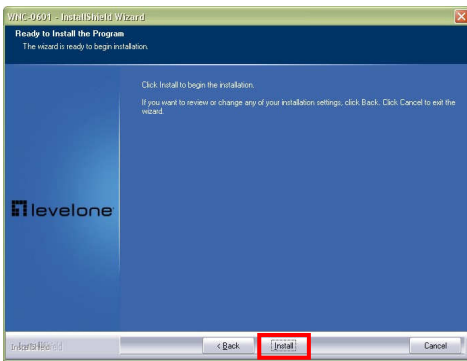 WNC-0601 - InstallShield Wizard
Ready to Install the Program
The wizard is ready to begin installation.
Click Install to begin the installation.
If you want to review or change any of your installation settings, click Back. Click Cancel to exit the
wizard.
levelone
InstallShield
< Back
Install
Cancel